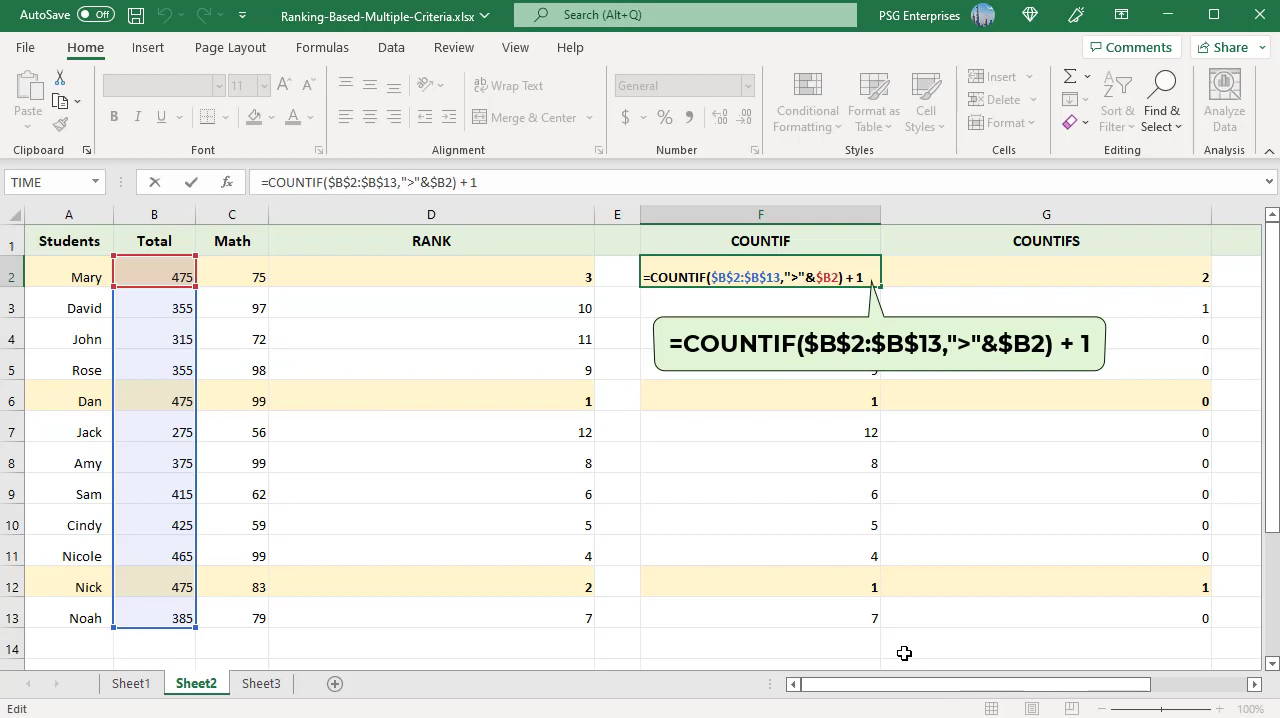 AutoSave Off Ranking-Based-Multiple-Criteria.xlsx Search (Alt+Q) PSG Enterprises
File Home Insert Page Layout Formulas Data Review View Help Comments Share
Paste 11 Wrap Text General Conditional Formatting Format as Table Cell Styles Insert Sort & Filter Find & Select Analyze Data
B I U Merge & Center $ % Delete
Format
Clipboard Font Alignment Number Styles Cells Editing Analysis
TIME fx =COUNTIF($B$2:$B$13,">"&$B2) + 1
A B C D E F G
1 Students Total Math RANK COUNTIF COUNTIFS
2 Mary 475 75 3 =COUNTIF($B$2:$B$13,">"&$B2) + 1 2
3 David 355 97 10 1
=COUNTIF($B$2:$B$13,">"&$B2) + 1
4 John 315 72 11 0
5 Rose 355 98 9 0
6 Dan 475 99 1 1 0
7 Jack 275 56 12 12 0
8 Amy 375 99 8 8 0
9 Sam 415 62 6 6 0
10 Cindy 425 59 5 5 0
11 Nicole 465 99 4 4 0
12 Nick 475 83 2 1 1
13 Noah 385 79 7 7 0
14
Sheet1 Sheet2 Sheet3
Edit 100%